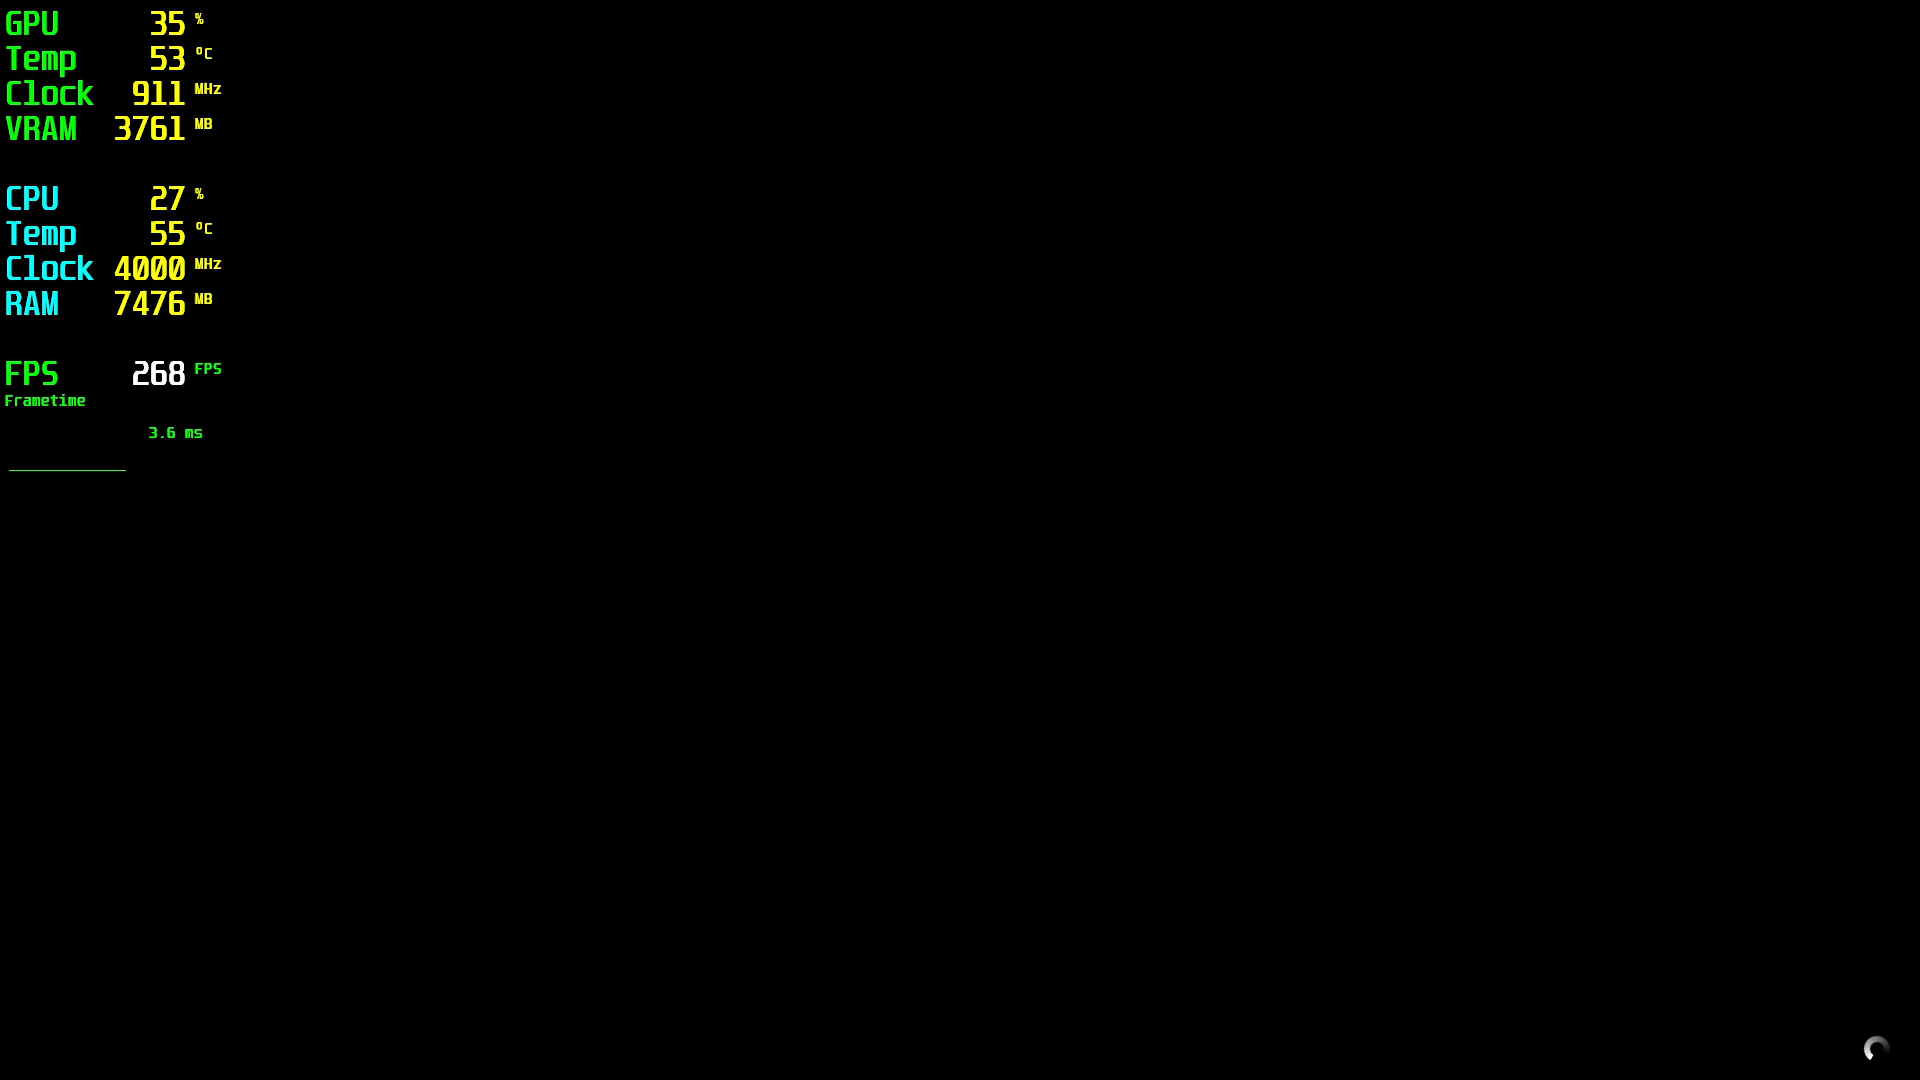 GPU 35 %
Temp 53 °C
Clock 911 MHz
VRAM 3761 MB
CPU 27 %
Temp 55 °C
Clock 4000 MHz
RAM 7476 MB
FPS 268 FPS
Frametime
3.6 ms